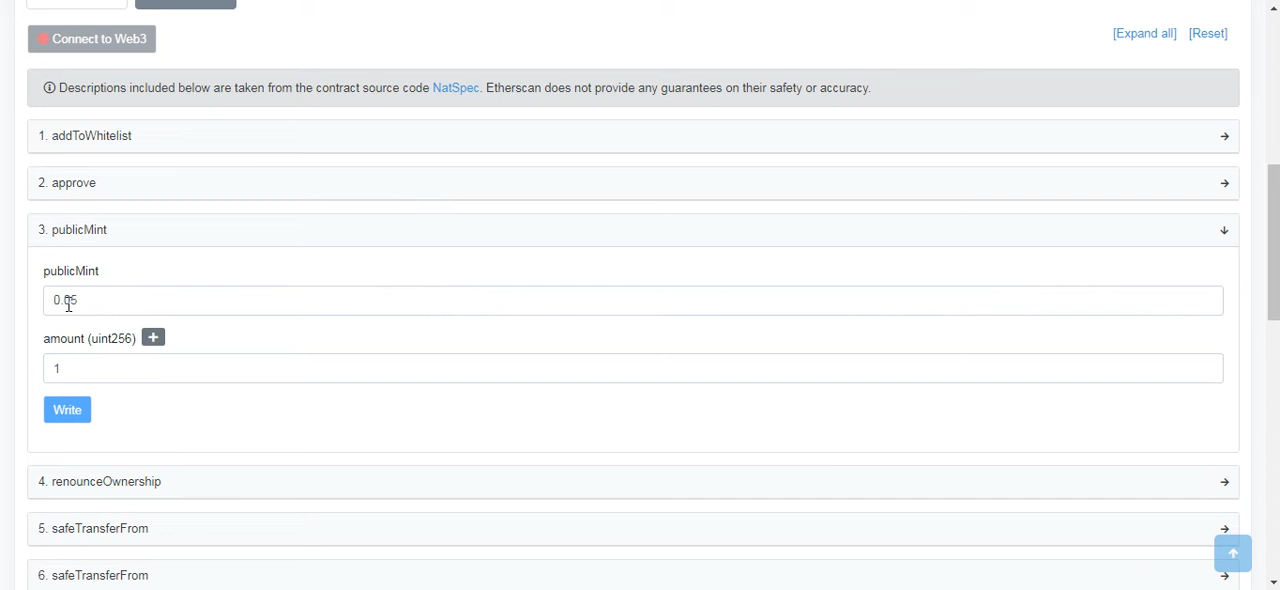 Connect to Web3
[Expand all] [Reset]
Descriptions included below are taken from the contract source code NatSpec. Etherscan does not provide any guarantees on their safety or accuracy.
1. addToWhitelist
2. approve
3. publicMint
publicMint
0.05
amount (uint256)
1
Write
4. renounceOwnership
5. safeTransferFrom
6. safeTransferFrom